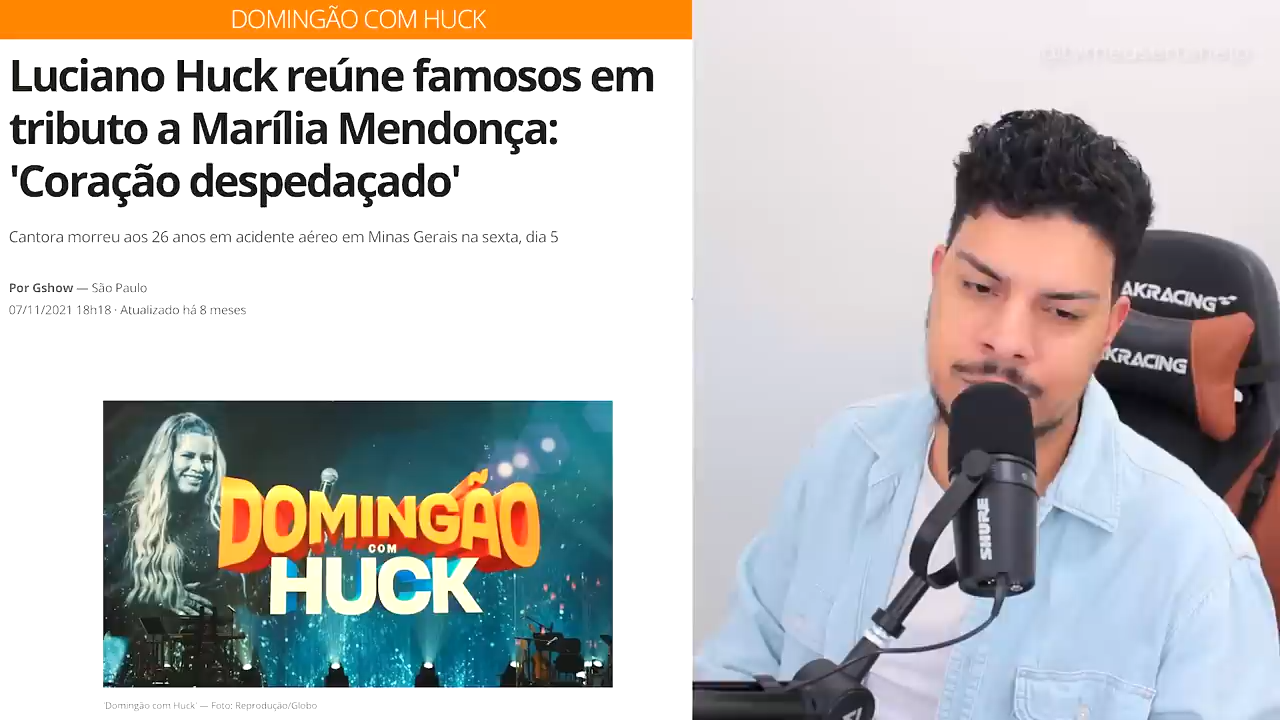 DOMINGÃO COM HUCK
Luciano Huck reúne famosos em
tributo a Marília Mendonça:
'Coração despedaçado'
Cantora morreu aos 26 anos em acidente aéreo em Minas Gerais na sexta, dia 5
Por Gshow — São Paulo
07/11/2021 18h18 · Atualizado há 8 meses
DOMINGÃO
COM
HUCK
'Domingão com Huck' — Foto: Reprodução/Globo
AKRACING
AKRACING
SHURE